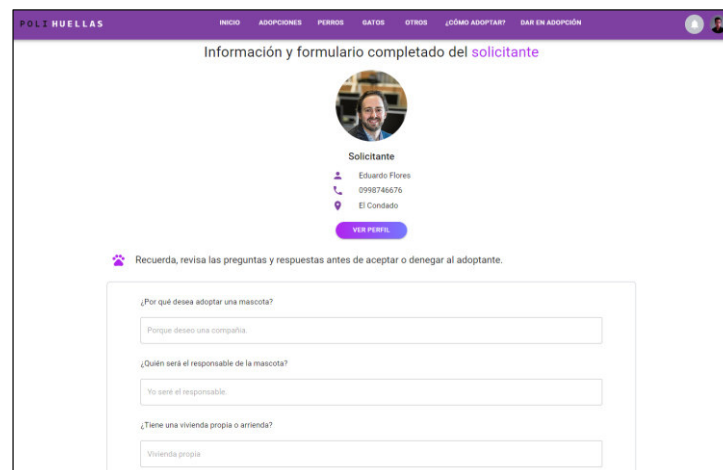 POLI HUELLAS INICIO ADOPCIONES PERROS GATOS OTROS ¿CÓMO ADOPTAR? DAR EN ADOPCIÓN
Información y formulario completado del solicitante
Solicitante
Eduardo Flores
0998746676
El Condado
VER PERFIL
Recuerda, revisa las preguntas y respuestas antes de aceptar o denegar al adoptante.
¿Por qué desea adoptar una mascota?
Porque deseo una compañia.
¿Quién será el responsable de la mascota?
Yo seré el responsable.
¿Tiene una vivienda propia o arrienda?
Vivienda propia